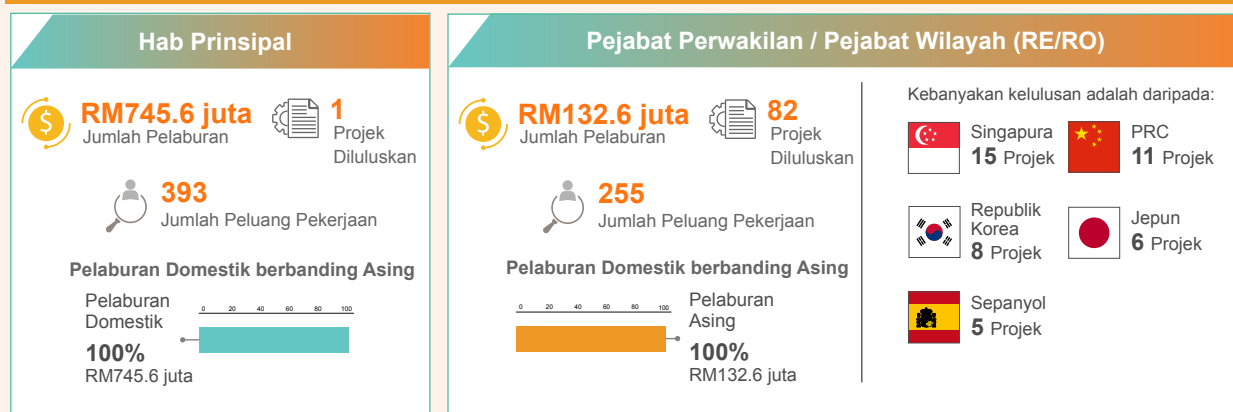 Hab Prinsipal
RM745.6 juta
Jumlah Pelaburan
1
Projek
Diluluskan
393
Jumlah Peluang Pekerjaan
Pelaburan Domestik berbanding Asing
Pelaburan
Domestik
100%
RM745.6 juta
0 20 40 60 80 100
Pejabat Perwakilan / Pejabat Wilayah (RE/RO)
RM132.6 juta
Jumlah Pelaburan
82
Projek
Diluluskan
255
Jumlah Peluang Pekerjaan
Pelaburan Domestik berbanding Asing
0 20 40 60 80 100
Pelaburan
Asing
100%
RM132.6 juta
Kebanyakan kelulusan adalah daripada:
Singapura
15 Projek
PRC
11 Projek
Republik
Korea
8 Projek
Jepun
6 Projek
Sepanyol
5 Projek